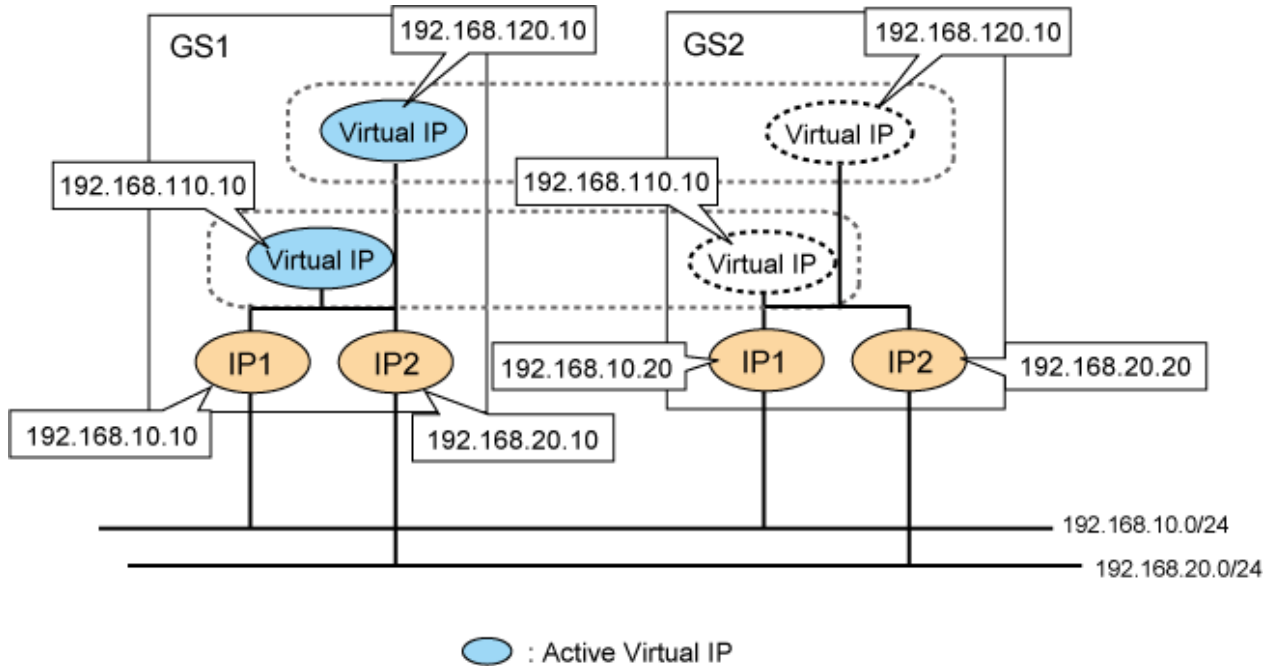 GS1
192.168.120.10
GS2
192.168.120.10
Virtual IP
Virtual IP
192.168.110.10
192.168.110.10
Virtual IP
Virtual IP
IP1
IP2
192.168.10.20
IP1
IP2
192.168.20.20
192.168.10.10
192.168.20.10
192.168.10.0/24
192.168.20.0/24
: Active Virtual IP